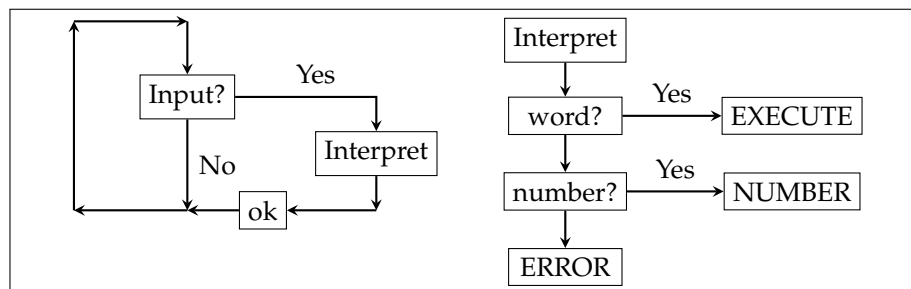 Input?
Yes
Interpret
No
ok
Interpret
word?
Yes
EXECUTE
number?
Yes
NUMBER
ERROR